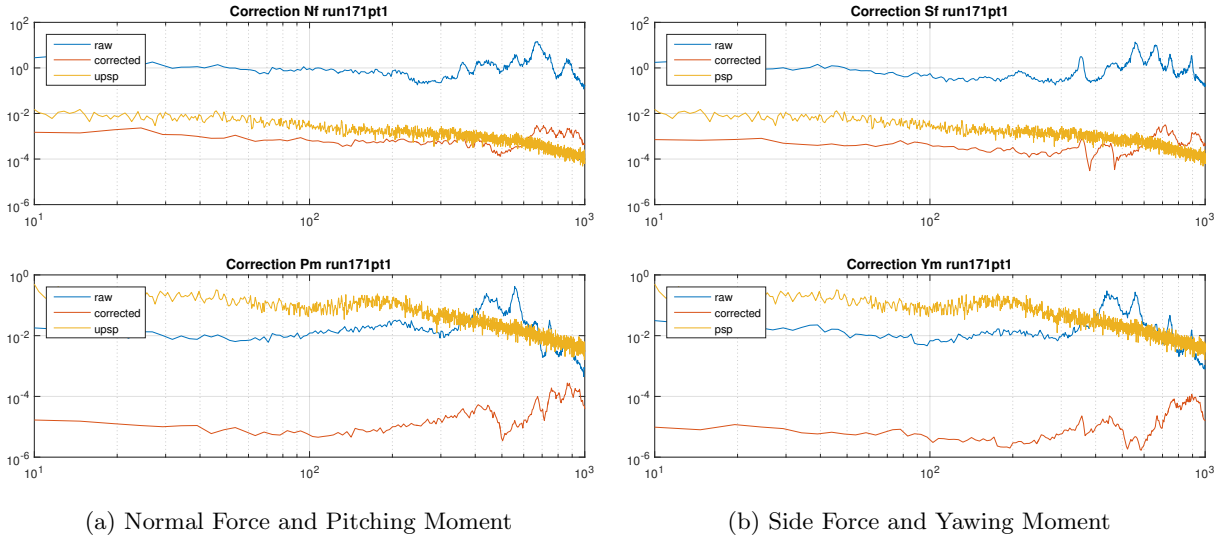 Correction Nf run171pt1
10^2
10^0
10^-2
10^-4
10^-6
raw
corrected
upsp
10^1
10^2
10^3
Correction Sf run171pt1
10^2
10^0
10^-2
10^-4
10^-6
raw
corrected
psp
10^1
10^2
10^3
Correction Pm run171pt1
10^0
10^-2
10^-4
10^-6
raw
corrected
upsp
10^1
10^2
10^3
Correction Ym run171pt1
10^0
10^-2
10^-4
10^-6
raw
corrected
psp
10^1
10^2
10^3
(a) Normal Force and Pitching Moment
(b) Side Force and Yawing Moment